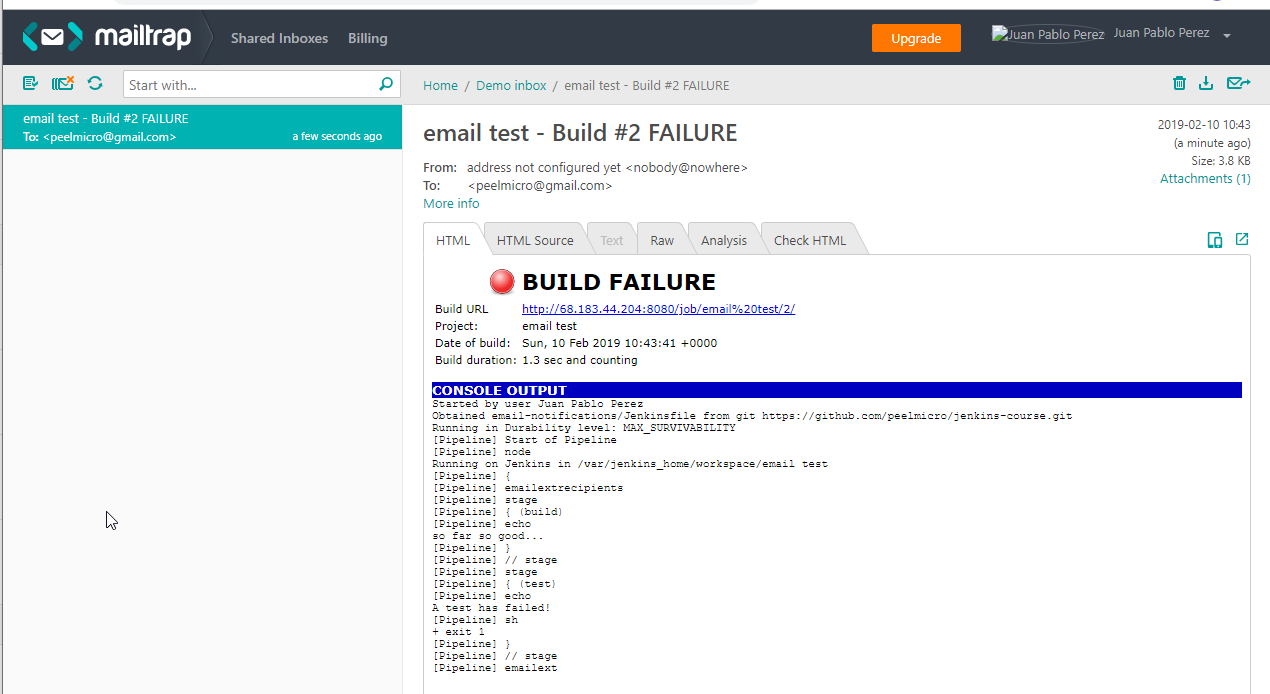 mailtrap
Shared Inboxes
Billing
Upgrade
Juan Pablo Perez
Juan Pablo Perez
Start with...
Home / Demo inbox / email test - Build #2 FAILURE
email test - Build #2 FAILURE
To: <peelmicro@gmail.com>
a few seconds ago
email test - Build #2 FAILURE
2019-02-10 10:43
(a minute ago)
Size: 3.8 KB
Attachments (1)
From: address not configured yet <nobody@nowhere>
To: <peelmicro@gmail.com>
More info
HTML
HTML Source
Text
Raw
Analysis
Check HTML
BUILD FAILURE
Build URL http://68.183.44.204:8080/job/email%20test/2/
Project: email test
Date of build: Sun, 10 Feb 2019 10:43:41 +0000
Build duration: 1.3 sec and counting
CONSOLE OUTPUT
Started by user Juan Pablo Perez
Obtained email-notifications/Jenkinsfile from git https://github.com/peelmicro/jenkins-course.git
Running in Durability level: MAX_SURVIVABILITY
[Pipeline] Start of Pipeline
[Pipeline] node
Running on Jenkins in /var/jenkins_home/workspace/email test
[Pipeline] {
[Pipeline] emailextrecipients
[Pipeline] stage
[Pipeline] { (build)
[Pipeline] echo
so far so good...
[Pipeline] }
[Pipeline] // stage
[Pipeline] stage
[Pipeline] { (test)
[Pipeline] echo
A test has failed!
[Pipeline] sh
+ exit 1
[Pipeline] }
[Pipeline] // stage
[Pipeline] emailext